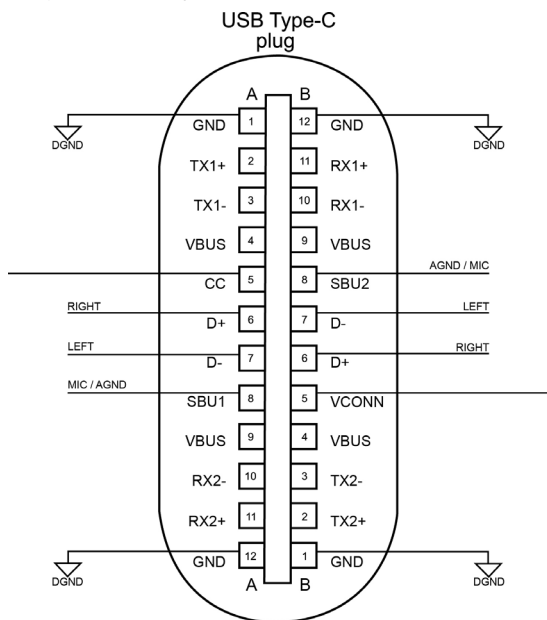 USB Type-C
plug
A B
GND 1 12 GND
DGND DGND
TX1+ 2 11 RX1+
TX1- 3 10 RX1-
VBUS 4 9 VBUS
CC 5 8 SBU2 AGND / MIC
RIGHT D+ 6 7 D- LEFT
LEFT D- 7 6 D+ RIGHT
MIC / AGND SBU1 8 5 VCONN
VBUS 9 4 VBUS
RX2- 10 3 TX2-
RX2+ 11 2 TX2+
GND 12 1 GND
DGND DGND
A B